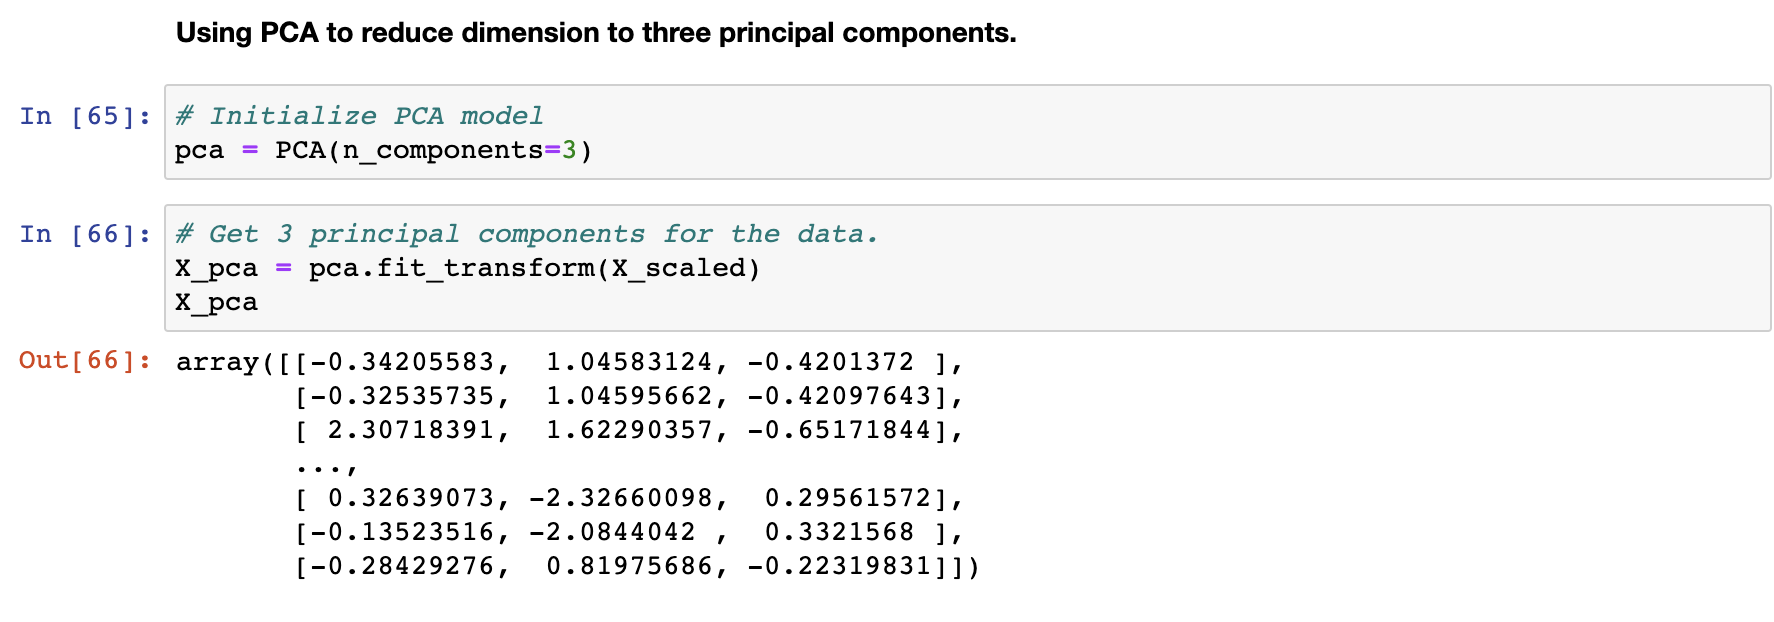 Using PCA to reduce dimension to three principal components.
In [65]: # Initialize PCA model
pca = PCA(n_components=3)
In [66]: # Get 3 principal components for the data.
X_pca = pca.fit_transform(X_scaled)
X_pca
Out[66]: array([[-0.34205583,  1.04583124, -0.4201372 ],
       [-0.32535735,  1.04595662, -0.42097643],
       [ 2.30718391,  1.62290357, -0.65171844],
       ...,
       [ 0.32639073, -2.32660098,  0.29561572],
       [-0.13523516, -2.0844042 ,  0.3321568 ],
       [-0.28429276,  0.81975686, -0.22319831]])